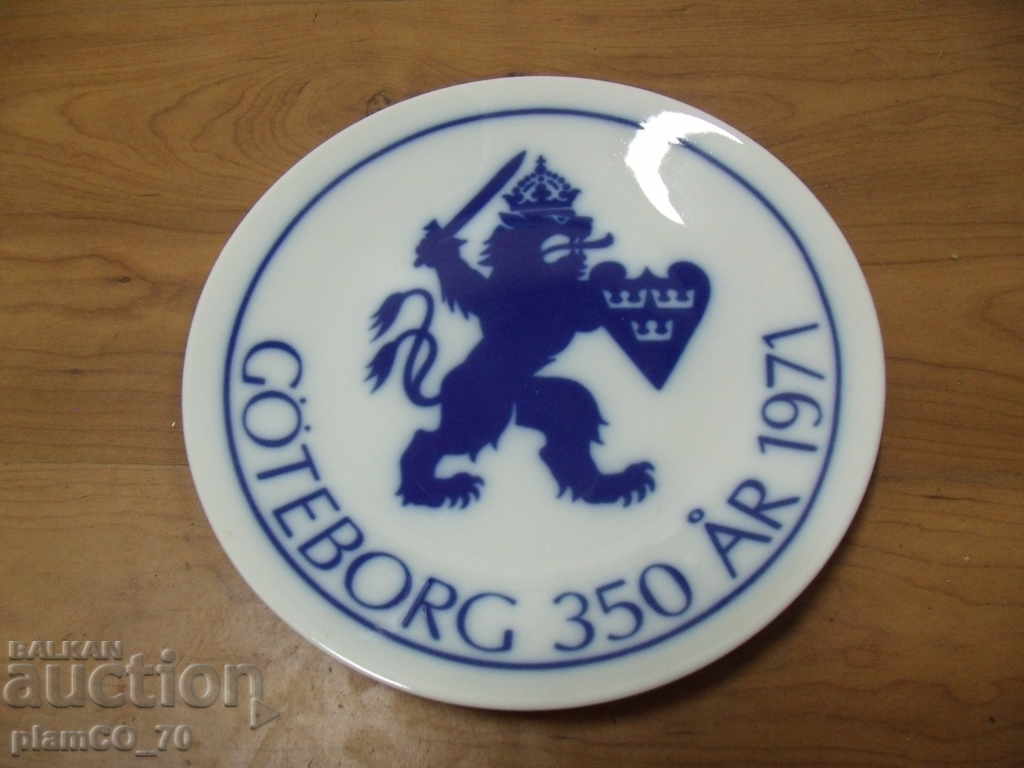 GÖTEBORG 350 ÅR 1971
BALKAN
auction
plamCO_70